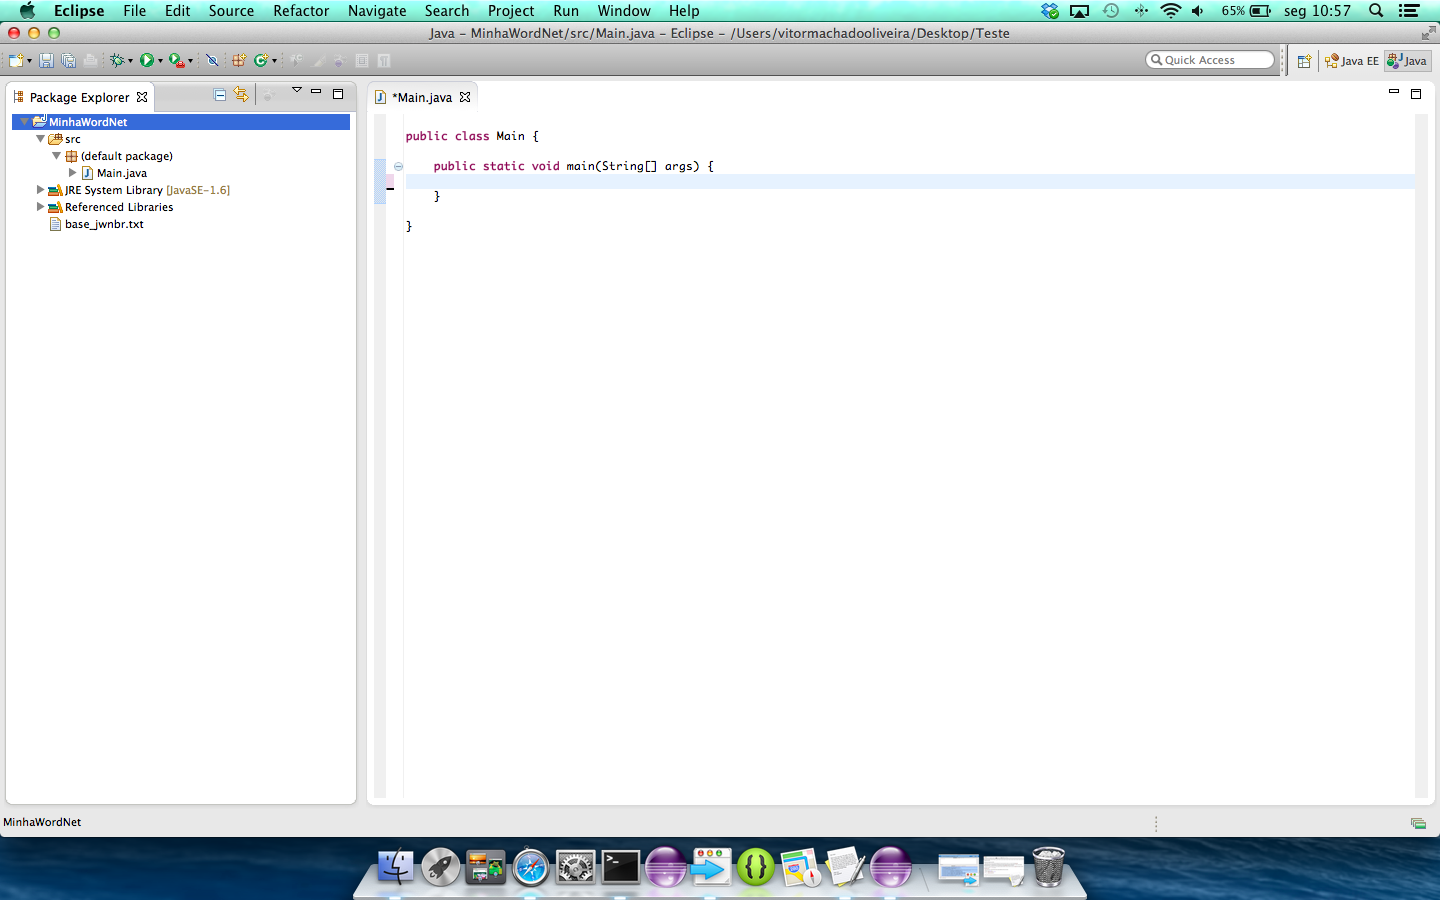 Eclipse File Edit Source Refactor Navigate Search Project Run Window Help 65% seg 10:57
Java – MinhaWordNet/src/Main.java – Eclipse – /Users/vitormachadooliveira/Desktop/Teste
Quick Access Java EE Java
Package Explorer
*Main.java
MinhaWordNet
src
(default package)
Main.java
JRE System Library [JavaSE-1.6]
Referenced Libraries
base_jwnbr.txt
public class Main {
public static void main(String[] args) {
}
}
MinhaWordNet